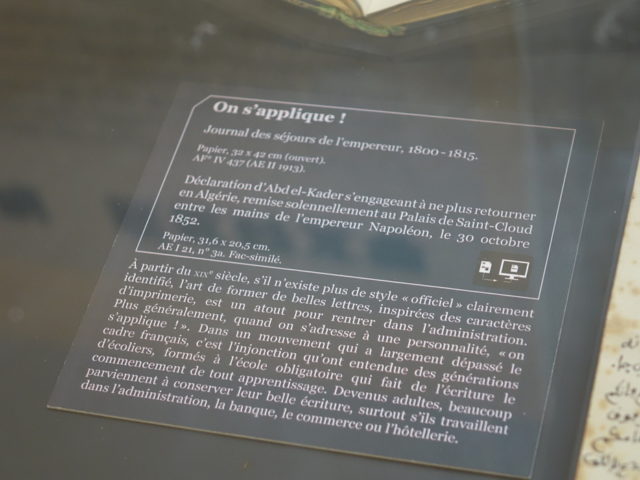 On s'applique !
Journal des séjours de l'empereur, 1800-1815.
Papier, 32 x 42 cm (ouvert).
AF* IV 437 (AE II 1913).
Déclaration d'Abd el-Kader s'engageant à ne plus retourner
en Algérie, remise solennellement au Palais de Saint-Cloud
entre les mains de l'empereur Napoléon, le 30 octobre
1852.
Papier, 31,6 x 20,5 cm.
AE I 21, n° 3a. Fac-similé.
À partir du XIXe siècle, s'il n'existe plus de style « officiel » clairement
identifié, l'art de former de belles lettres, inspirées des caractères
d'imprimerie, est un atout pour rentrer dans l'administration.
Plus généralement, quand on s'adresse à une personnalité, « on
s'applique ! ». Dans un mouvement qui a largement dépassé le
cadre français, c'est l'injonction qu'ont entendue des générations
d'écoliers, formés à l'école obligatoire qui fait de l'écriture le
commencement de tout apprentissage. Devenus adultes, beaucoup
parviennent à conserver leur belle écriture, surtout s'ils travaillent
dans l'administration, la banque, le commerce ou l'hôtellerie.